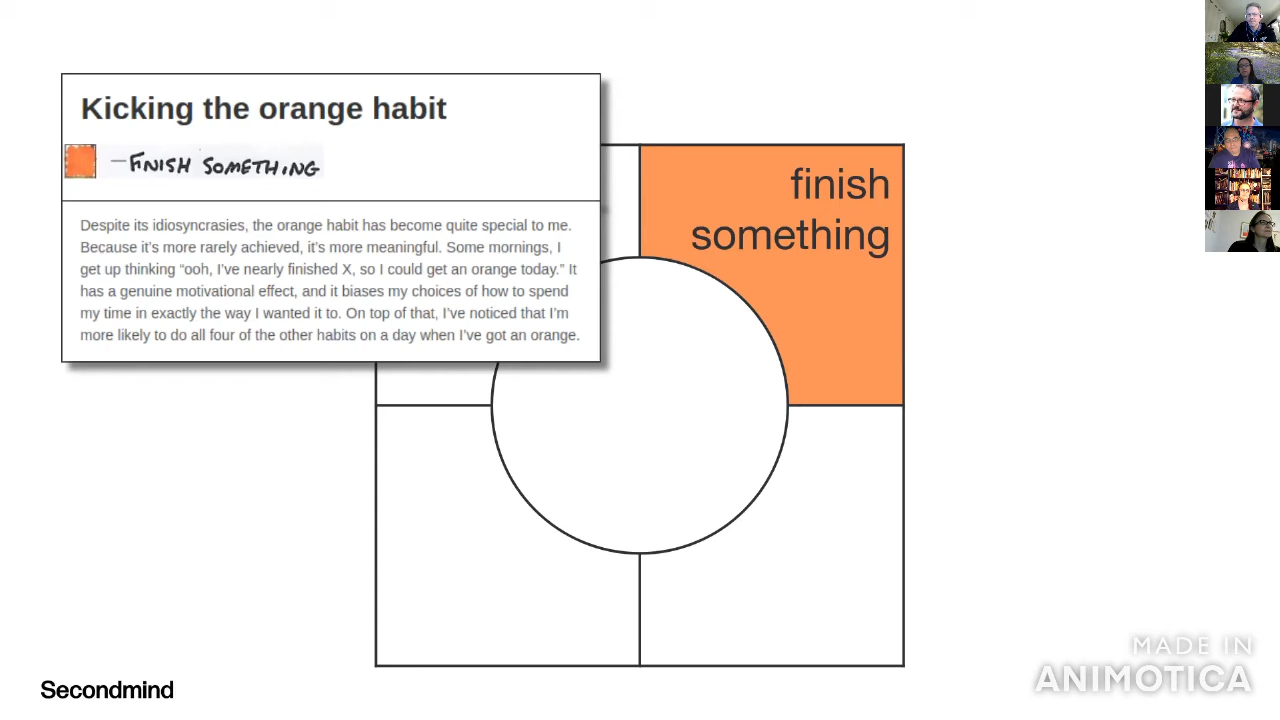 Kicking the orange habit
—FINISH SOMETHING
Despite its idiosyncrasies, the orange habit has become quite special to me.
Because it’s more rarely achieved, it’s more meaningful. Some mornings, I
get up thinking “ooh, I’ve nearly finished X, so I could get an orange today.” It
has a genuine motivational effect, and it biases my choices of how to spend
my time in exactly the way I wanted it to. On top of that, I’ve noticed that I’m
more likely to do all four of the other habits on a day when I’ve got an orange.
finish
something
Secondmind
MADE IN
ANIMOTICA